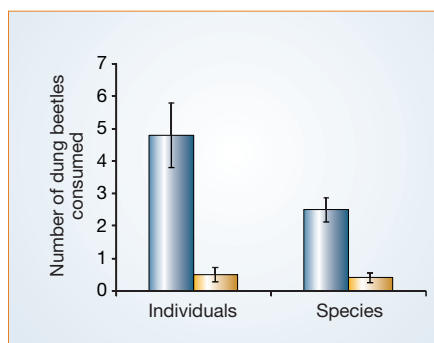 Number of dung beetles
consumed
7
6
5
4
3
2
1
0
Individuals
Species